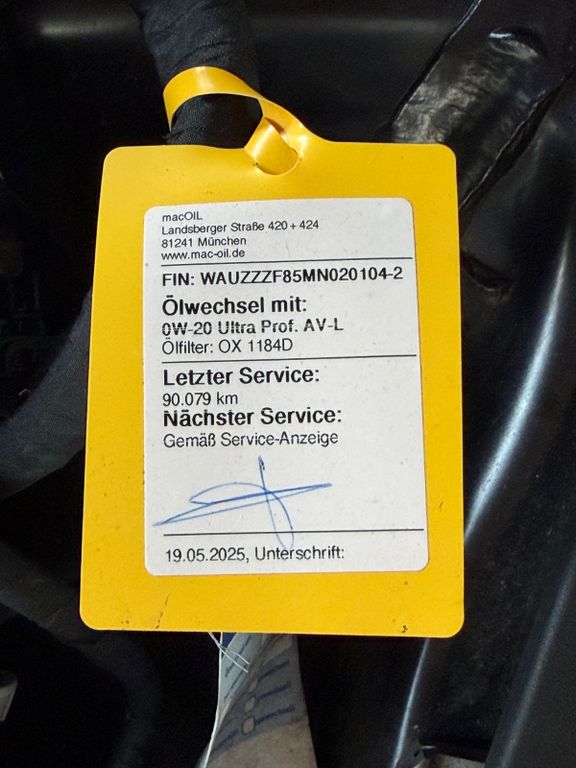 macOIL
Landsberger Straße 420 + 424
81241 München
www.mac-oil.de
FIN: WAUZZZF85MN020104-2
Ölwechsel mit:
0W-20 Ultra Prof. AV-L
Ölfilter: OX 1184D
Letzter Service:
90.079 km
Nächster Service:
Gemäß Service-Anzeige
19.05.2025, Unterschrift: